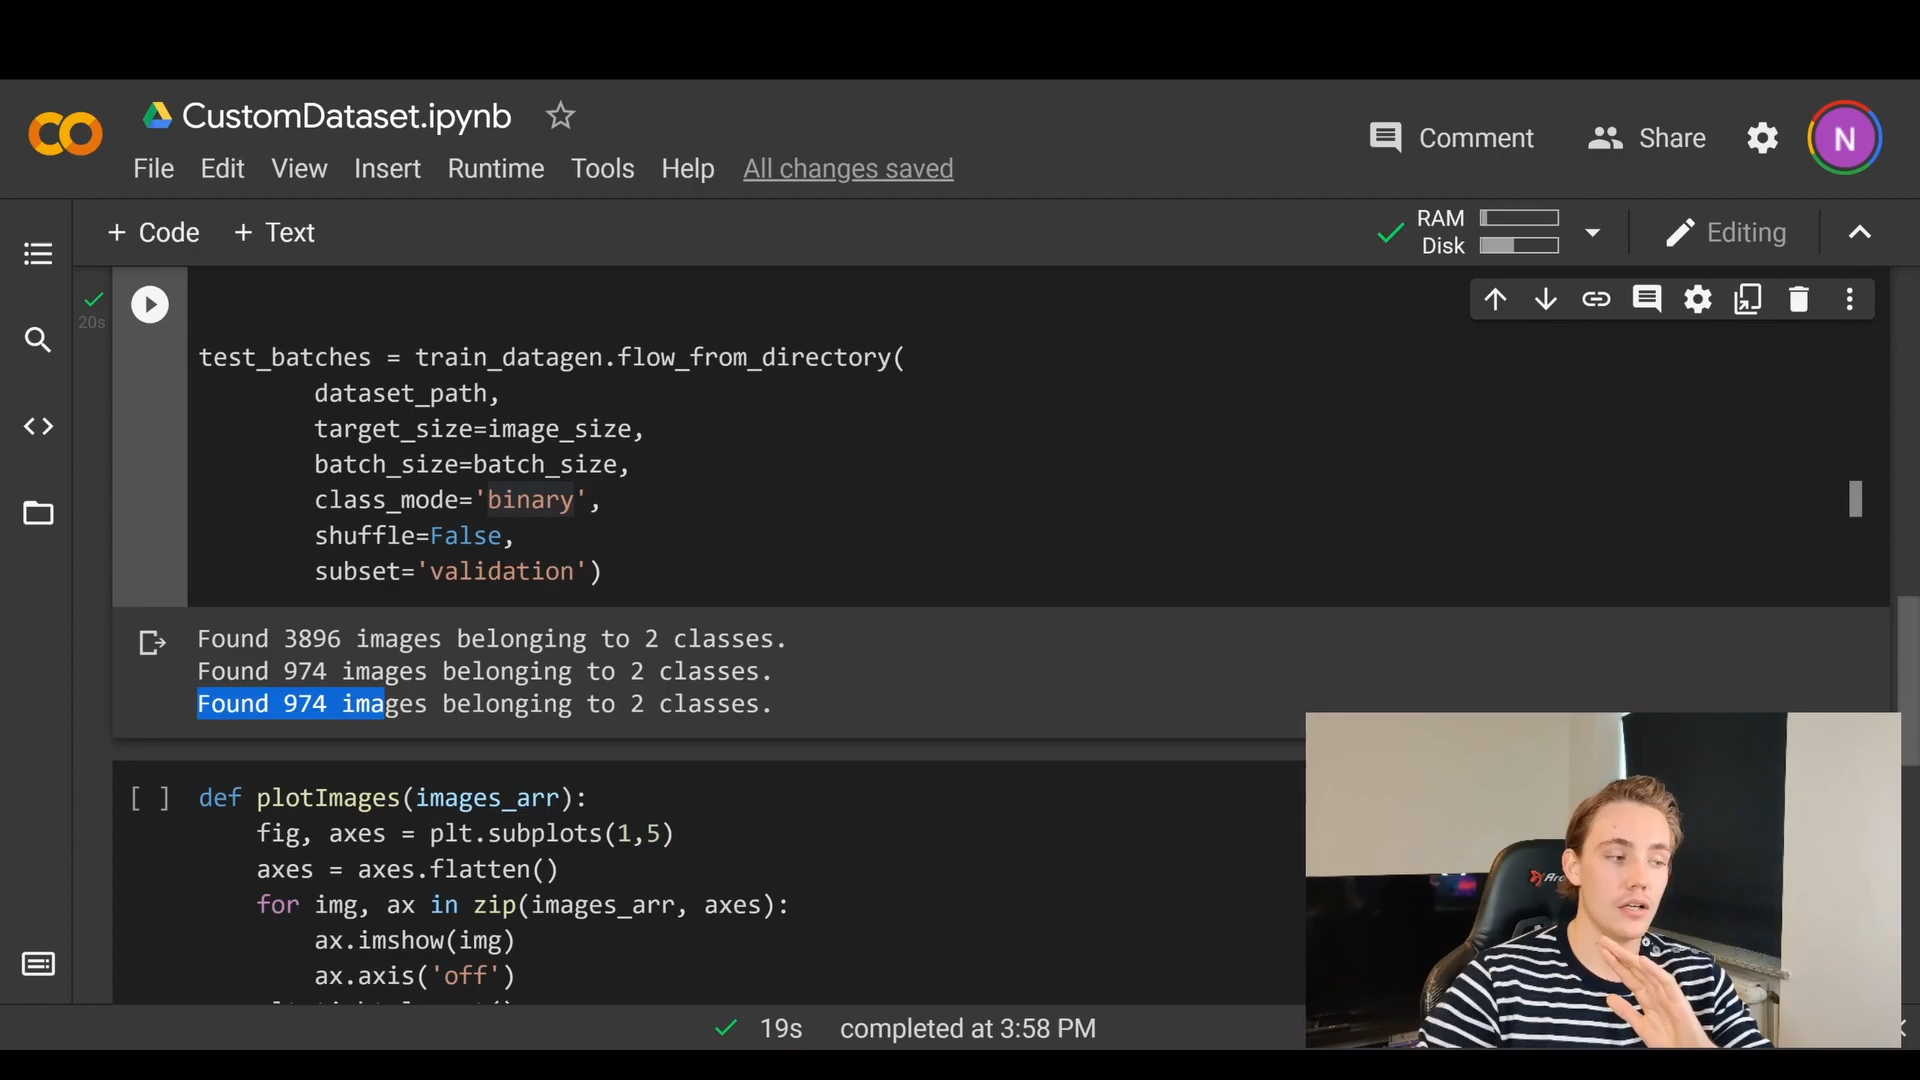 CustomDataset.ipynb
File Edit View Insert Runtime Tools Help All changes saved
Comment Share N
+ Code + Text
RAM
Disk
Editing
20s
test_batches = train_datagen.flow_from_directory(
dataset_path,
target_size=image_size,
batch_size=batch_size,
class_mode='binary',
shuffle=False,
subset='validation')
Found 3896 images belonging to 2 classes.
Found 974 images belonging to 2 classes.
Found 974 images belonging to 2 classes.
[ ] def plotImages(images_arr):
fig, axes = plt.subplots(1,5)
axes = axes.flatten()
for img, ax in zip(images_arr, axes):
ax.imshow(img)
ax.axis('off')
19s completed at 3:58 PM